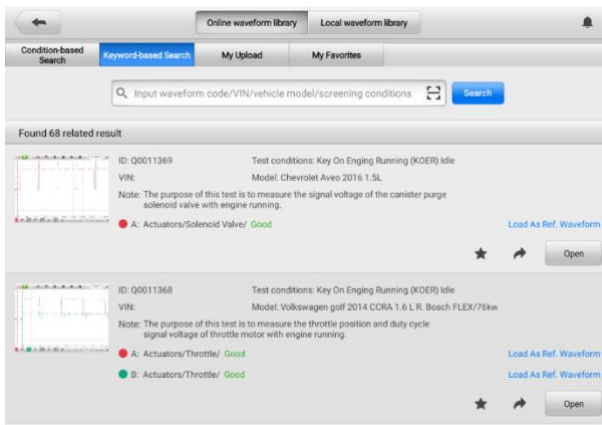 Online waveform library
Local waveform library
Condition-based
Search
Keyword-based Search
My Upload
My Favorites
Input waveform code/VIN/vehicle model/screening conditions
Search
Found 68 related result
ID: Q0011369
Test conditions: Key On Enging Running (KOER) Idle
VIN:
Model: Chevrolet Aveo 2016 1.5L
Note: The purpose of this test is to measure the signal voltage of the canister purge
solenoid valve with engine running.
A: Actuators/Solenoid Valve/ Good
Load As Ref. Waveform
Open
ID: Q0011368
Test conditions: Key On Enging Running (KOER) Idle
VIN:
Model: Volkswagen golf 2014 CCRA 1.6 L R. Bosch FLEX/76kw
Note: The purpose of this test is to measure the throttle position and duty cycle
signal voltage of throttle motor with engine running.
A: Actuators/Throttle/ Good
Load As Ref. Waveform
B: Actuators/Throttle/ Good
Load As Ref. Waveform
Open